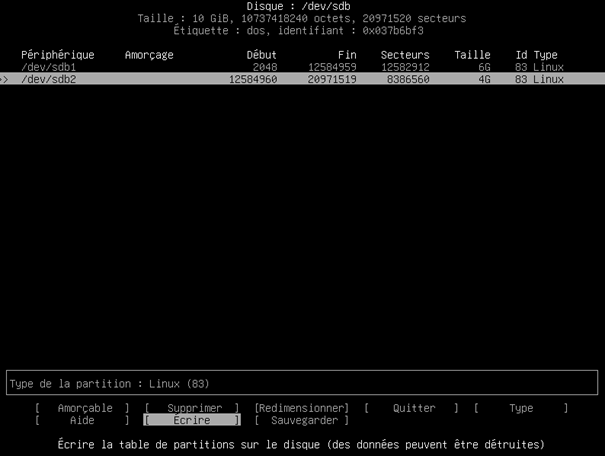 Disque : /dev/sdb
Taille : 10 GiB, 10737418240 octets, 20971520 secteurs
Étiquette : dos, identifiant : 0x037b6bf3
Périphérique Amorçage Début Fin Secteurs Taille Id Type
/dev/sdb1 2048 12584959 12582912 6G 83 Linux
>> /dev/sdb2 12584960 20971519 8386560 4G 83 Linux
Type de la partition : Linux (83)
[ Amorçable ] [ Supprimer ] [Redimensionner] [ Quitter ] [ Type ]
[ Aide ] [ Écrire ] [ Sauvegarder ]
Écrire la table de partitions sur le disque (des données peuvent être détruites)